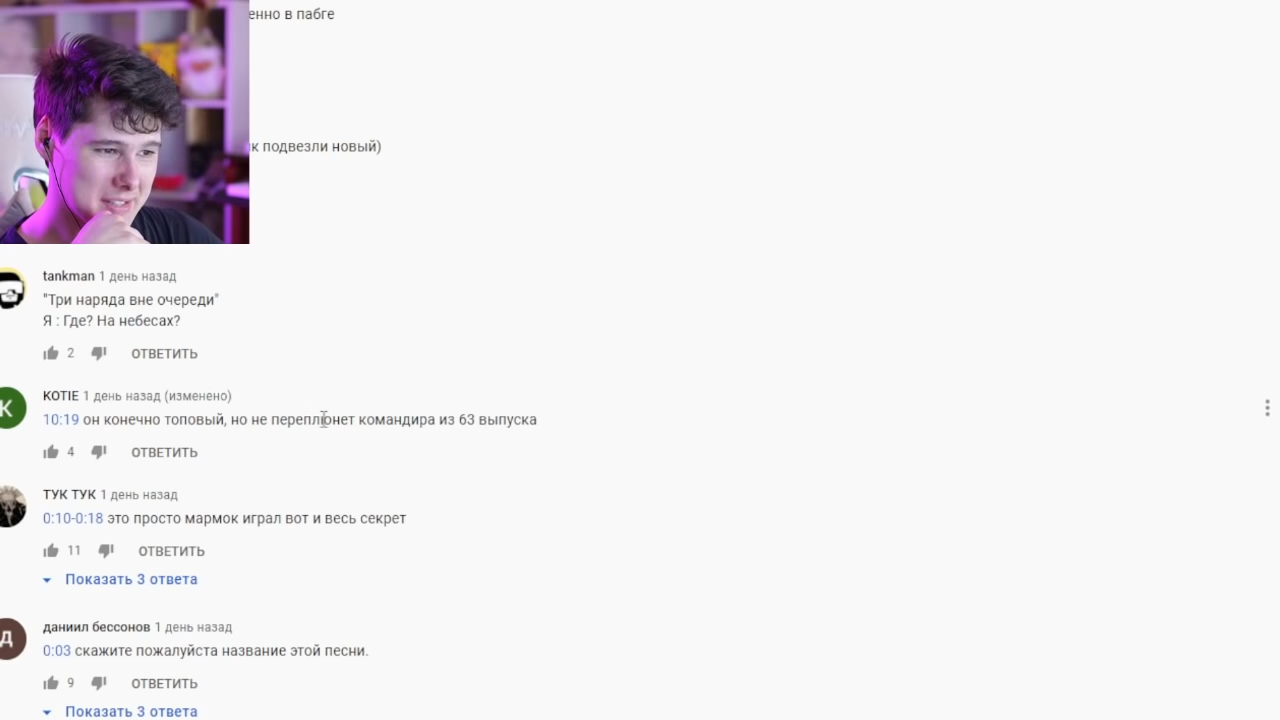 енно в пабге
к подвезли новый)
tankman 1 день назад
"Три наряда вне очереди"
Я : Где? На небесах?
2 ОТВЕТИТЬ
К
KOTIE 1 день назад (изменено)
10:19 он конечно топовый, но не переплюнет командира из 63 выпуска
4 ОТВЕТИТЬ
ТУК ТУК 1 день назад
0:10-0:18 это просто мармок играл вот и весь секрет
11 ОТВЕТИТЬ
Показать 3 ответа
Д
даниил бессонов 1 день назад
0:03 скажите пожалуйста название этой песни.
9 ОТВЕТИТЬ
Показать 3 ответа